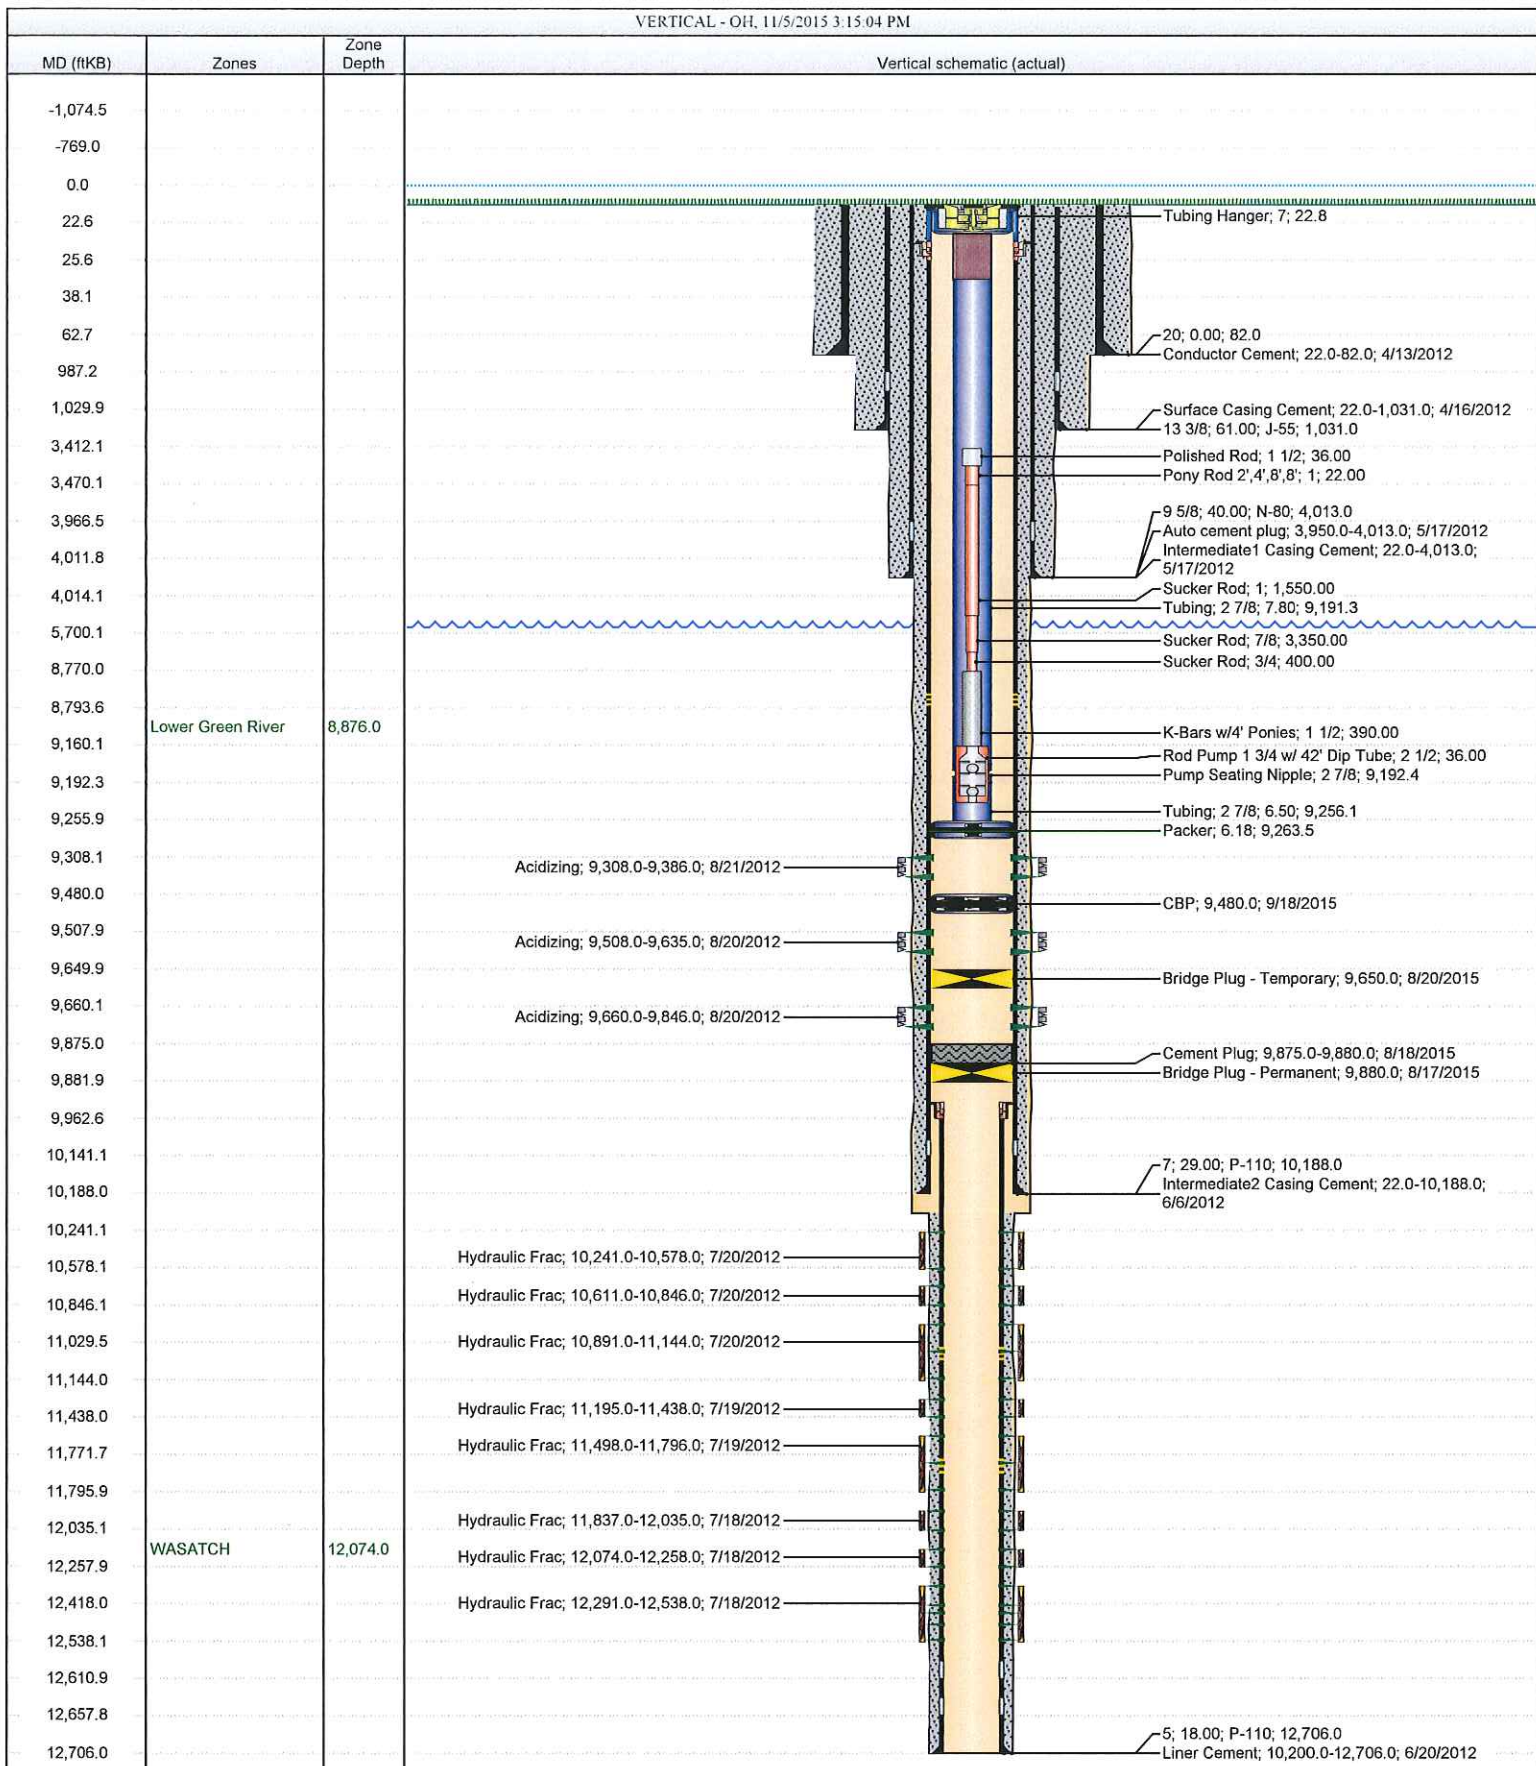 VERTICAL - OH, 11/5/2015 3:15:04 PM
MD (ftKB)
Zones
Zone
Depth
Vertical schematic (actual)
-1,074.5
-769.0
0.0
22.6
Tubing Hanger; 7; 22.8
25.6
38.1
62.7
20; 0.00; 82.0
Conductor Cement; 22.0-82.0; 4/13/2012
987.2
1,029.9
Surface Casing Cement; 22.0-1,031.0; 4/16/2012
13 3/8; 61.00; J-55; 1,031.0
3,412.1
Polished Rod; 1 1/2; 36.00
3,470.1
Pony Rod 2',4',8',8'; 1; 22.00
3,966.5
9 5/8; 40.00; N-80; 4,013.0
Auto cement plug; 3,950.0-4,013.0; 5/17/2012
4,011.8
Intermediate1 Casing Cement; 22.0-4,013.0;
5/17/2012
4,014.1
Sucker Rod; 1; 1,550.00
Tubing; 2 7/8; 7.80; 9,191.3
5,700.1
Sucker Rod; 7/8; 3,350.00
8,770.0
Sucker Rod; 3/4; 400.00
8,793.6
Lower Green River
8,876.0
9,160.1
K-Bars w/4' Ponies; 1 1/2; 390.00
Rod Pump 1 3/4 w/ 42' Dip Tube; 2 1/2; 36.00
9,192.3
Pump Seating Nipple; 2 7/8; 9,192.4
9,255.9
Tubing; 2 7/8; 6.50; 9,256.1
Packer; 6.18; 9,263.5
9,308.1
Acidizing; 9,308.0-9,386.0; 8/21/2012
9,480.0
CBP; 9,480.0; 9/18/2015
9,507.9
Acidizing; 9,508.0-9,635.0; 8/20/2012
9,649.9
Bridge Plug - Temporary; 9,650.0; 8/20/2015
9,660.1
Acidizing; 9,660.0-9,846.0; 8/20/2012
9,875.0
Cement Plug; 9,875.0-9,880.0; 8/18/2015
9,881.9
Bridge Plug - Permanent; 9,880.0; 8/17/2015
9,962.6
10,141.1
7; 29.00; P-110; 10,188.0
10,188.0
Intermediate2 Casing Cement; 22.0-10,188.0;
6/6/2012
10,241.1
Hydraulic Frac; 10,241.0-10,578.0; 7/20/2012
10,578.1
Hydraulic Frac; 10,611.0-10,846.0; 7/20/2012
10,846.1
11,029.5
Hydraulic Frac; 10,891.0-11,144.0; 7/20/2012
11,144.0
Hydraulic Frac; 11,195.0-11,438.0; 7/19/2012
11,438.0
Hydraulic Frac; 11,498.0-11,796.0; 7/19/2012
11,771.7
11,795.9
Hydraulic Frac; 11,837.0-12,035.0; 7/18/2012
12,035.1
WASATCH
12,074.0
Hydraulic Frac; 12,074.0-12,258.0; 7/18/2012
12,257.9
12,418.0
Hydraulic Frac; 12,291.0-12,538.0; 7/18/2012
12,538.1
12,610.9
12,657.8
5; 18.00; P-110; 12,706.0
12,706.0
Liner Cement; 10,200.0-12,706.0; 6/20/2012